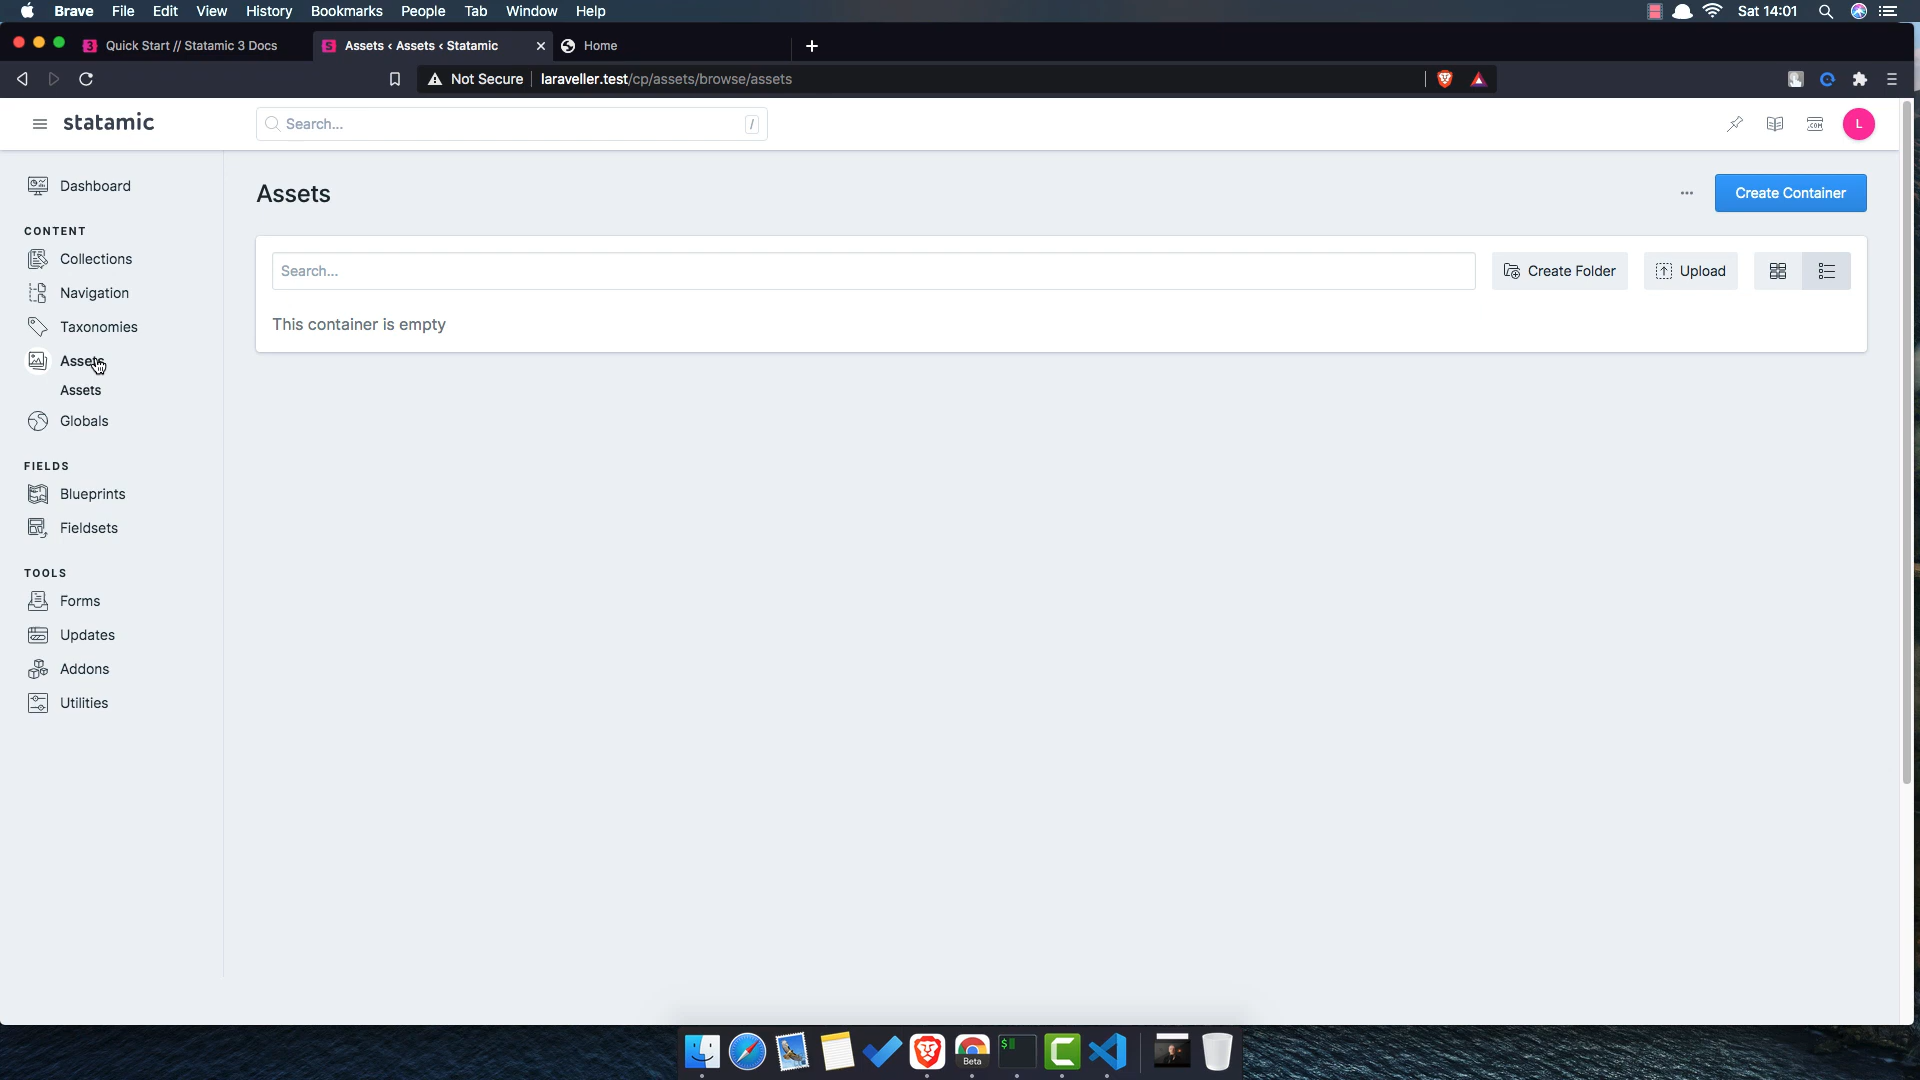 Brave File Edit View History Bookmarks People Tab Window Help Sat 14:01
Quick Start // Statamic 3 Docs Assets ‹ Assets ‹ Statamic Home
Not Secure laraveller.test/cp/assets/browse/assets
statamic Search... / .COM L
Dashboard
Assets
Create Container
CONTENT
Collections
Navigation
Taxonomies
Assets
Assets
Globals
Search...
Create Folder
Upload
This container is empty
FIELDS
Blueprints
Fieldsets
TOOLS
Forms
Updates
Addons
Utilities
Beta
$